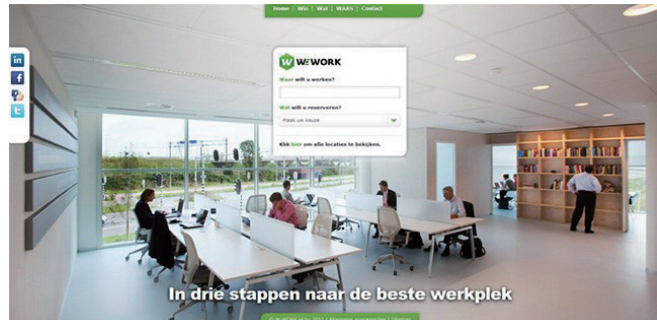 Home | Wie | Wat | WAAS | Contact
W WEWORK
Waar wilt u werken?
Wat wilt u reserveren?
Maak uw keuze
Klik hier om alle locaties te bekijken.
In drie stappen naar de beste werkplek